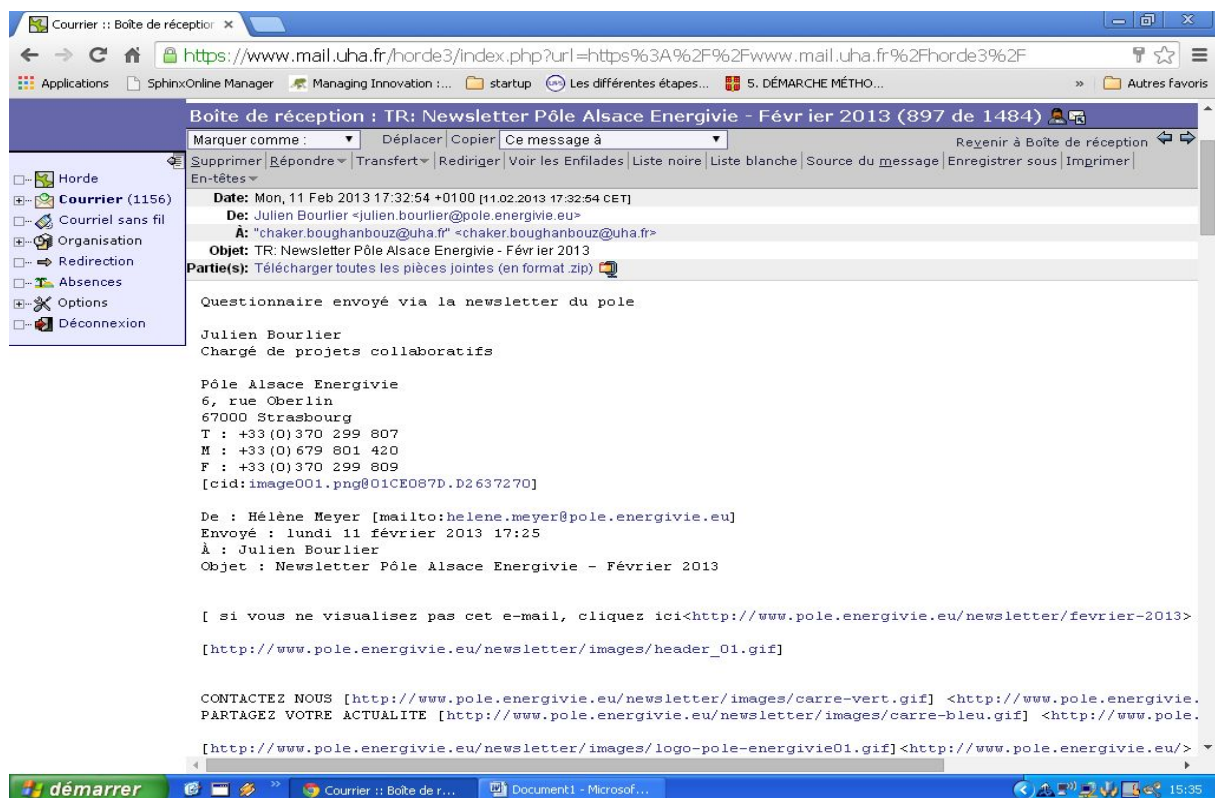 Courrier :: Boîte de réception
https://www.mail.uha.fr/horde3/index.php?url=https%3A%2F%2Fwww.mail.uha.fr%2Fhorde3%2F
Applications SphinxOnline Manager Managing Innovation :... startup Les différentes étapes... 5. DÉMARCHE MÉTHO... » Autres favoris
Boîte de réception : TR: Newsletter Pôle Alsace Energivie - Févr ier 2013 (897 de 1484)
Marquer comme : Déplacer Copier Ce message à Revenir à Boîte de réception
Supprimer Répondre Transfert Rediriger Voir les Enfilades Liste noire Liste blanche Source du message Enregistrer sous Imprimer
En-têtes
Horde
Courrier (1156)
Courriel sans fil
Organisation
Redirection
Absences
Options
Déconnexion
Date: Mon, 11 Feb 2013 17:32:54 +0100 [11.02.2013 17:32:54 CET]
De: Julien Bourlier <julien.bourlier@pole.energivie.eu>
À: "chaker.boughanbouz@uha.fr" <chaker.boughanbouz@uha.fr>
Objet: TR: Newsletter Pôle Alsace Energivie - Févr ier 2013
Partie(s): Télécharger toutes les pièces jointes (en format .zip)
Questionnaire envoyé via la newsletter du pole
Julien Bourlier
Chargé de projets collaboratifs
Pôle Alsace Energivie
6, rue Oberlin
67000 Strasbourg
T : +33(0)370 299 807
M : +33(0)679 801 420
F : +33(0)370 299 809
[cid:image001.png@01CE087D.D2637270]
De : Hélène Meyer [mailto:helene.meyer@pole.energivie.eu]
Envoyé : lundi 11 février 2013 17:25
À : Julien Bourlier
Objet : Newsletter Pôle Alsace Energivie - Février 2013
[ si vous ne visualisez pas cet e-mail, cliquez ici<http://www.pole.energivie.eu/newsletter/fevrier-2013>
[http://www.pole.energivie.eu/newsletter/images/header_01.gif]
CONTACTEZ NOUS [http://www.pole.energivie.eu/newsletter/images/carre-vert.gif] <http://www.pole.energivie.
PARTAGEZ VOTRE ACTUALITE [http://www.pole.energivie.eu/newsletter/images/carre-bleu.gif] <http://www.pole.
[http://www.pole.energivie.eu/newsletter/images/logo-pole-energivie01.gif]<http://www.pole.energivie.eu/>
démarrer » Courrier :: Boîte de r... Document1 - Microsof... 15:35